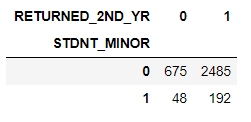 RETURNED_2ND_YR 0 1
STDNT_MINOR
0 675 2485
1 48 192